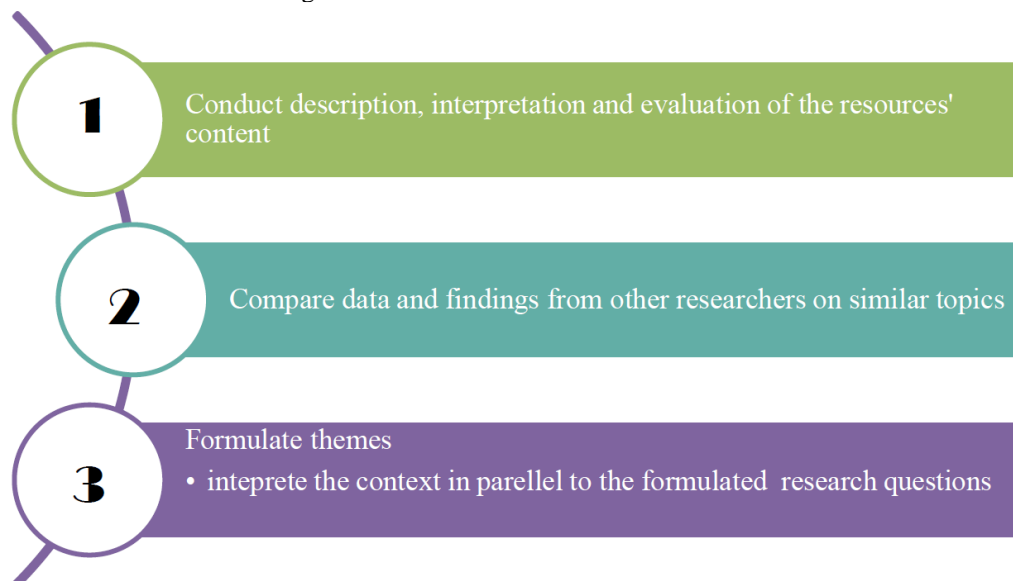 1
Conduct description, interpretation and evaluation of the resources'
content
2
Compare data and findings from other researchers on similar topics
3
Formulate themes
• inteprete the context in parellel to the formulated research questions